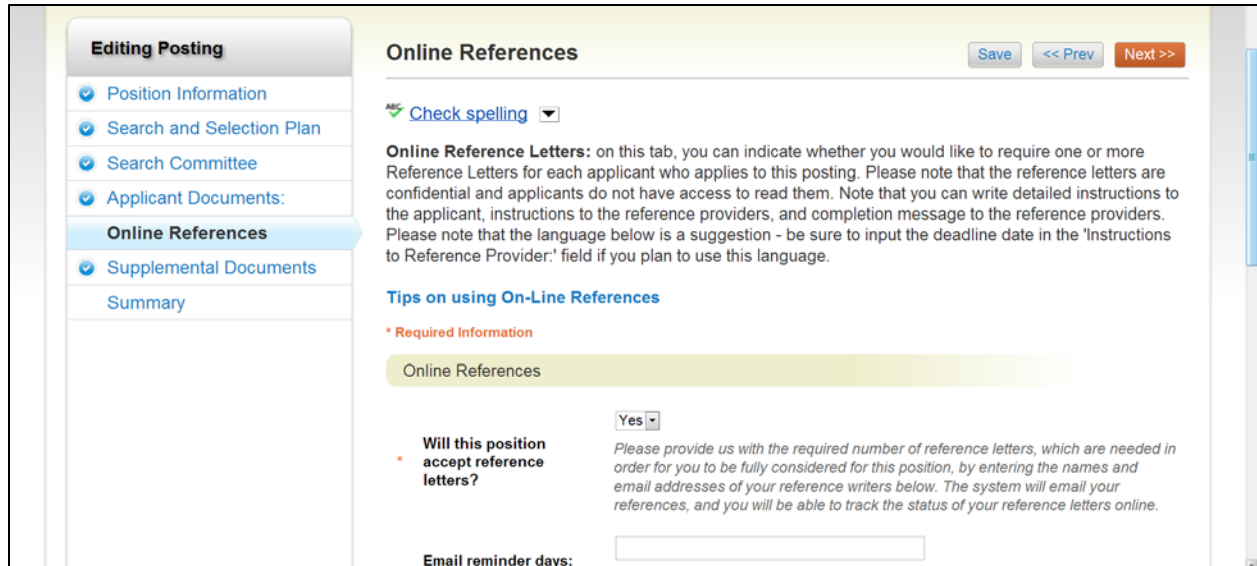 Editing Posting
Position Information
Search and Selection Plan
Search Committee
Applicant Documents:
Online References
Supplemental Documents
Summary
Online References
Save
<< Prev
Next >>
ABC
Check spelling
Online Reference Letters: on this tab, you can indicate whether you would like to require one or more
Reference Letters for each applicant who applies to this posting. Please note that the reference letters are
confidential and applicants do not have access to read them. Note that you can write detailed instructions to
the applicant, instructions to the reference providers, and completion message to the reference providers.
Please note that the language below is a suggestion - be sure to input the deadline date in the 'Instructions
to Reference Provider:' field if you plan to use this language.
Tips on using On-Line References
* Required Information
Online References
Yes
* Will this position
accept reference
letters?
Please provide us with the required number of reference letters, which are needed in
order for you to be fully considered for this position, by entering the names and
email addresses of your reference writers below. The system will email your
references, and you will be able to track the status of your reference letters online.
Email reminder days: